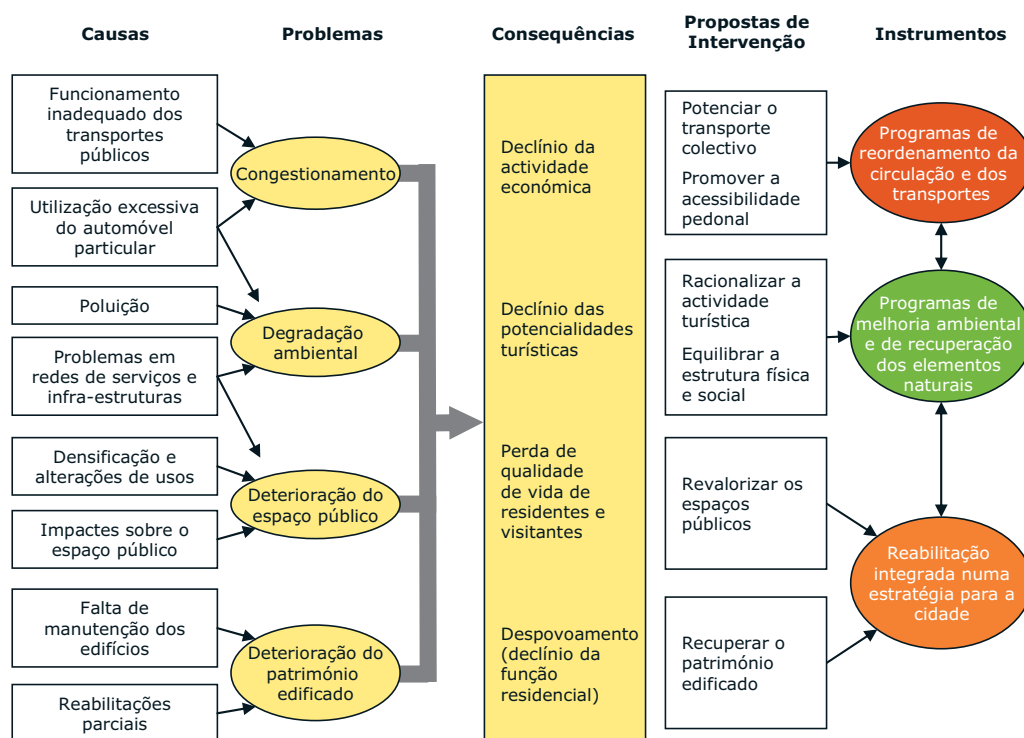 Causas
Problemas
Consequências
Propostas de
Intervenção
Instrumentos
Funcionamento
inadequado dos
transportes
públicos
Utilização excessiva
do automóvel
particular
Poluição
Problemas em
redes de serviços e
infra-estruturas
Densificação e
alterações de usos
Impactes sobre o
espaço público
Falta de
manutenção dos
edifícios
Reabilitações
parciais
Congestionamento
Degradação
ambiental
Deterioração do
espaço público
Deterioração do
património
edificado
Declínio da
actividade
económica
Declínio das
potencialidades
turísticas
Perda de
qualidade
de vida de
residentes e
visitantes
Despovoamento
(declínio da
função
residencial)
Potenciar o
transporte
colectivo
Promover a
acessibilidade
pedonal
Racionalizar a
actividade
turística
Equilibrar a
estrutura física
e social
Revalorizar os
espaços
públicos
Recuperar o
património
edificado
Programas de
reordenamento da
circulação e dos
transportes
Programas de
melhoria ambiental
e de recuperação
dos elementos
naturais
Reabilitação
integrada numa
estratégia para a
cidade